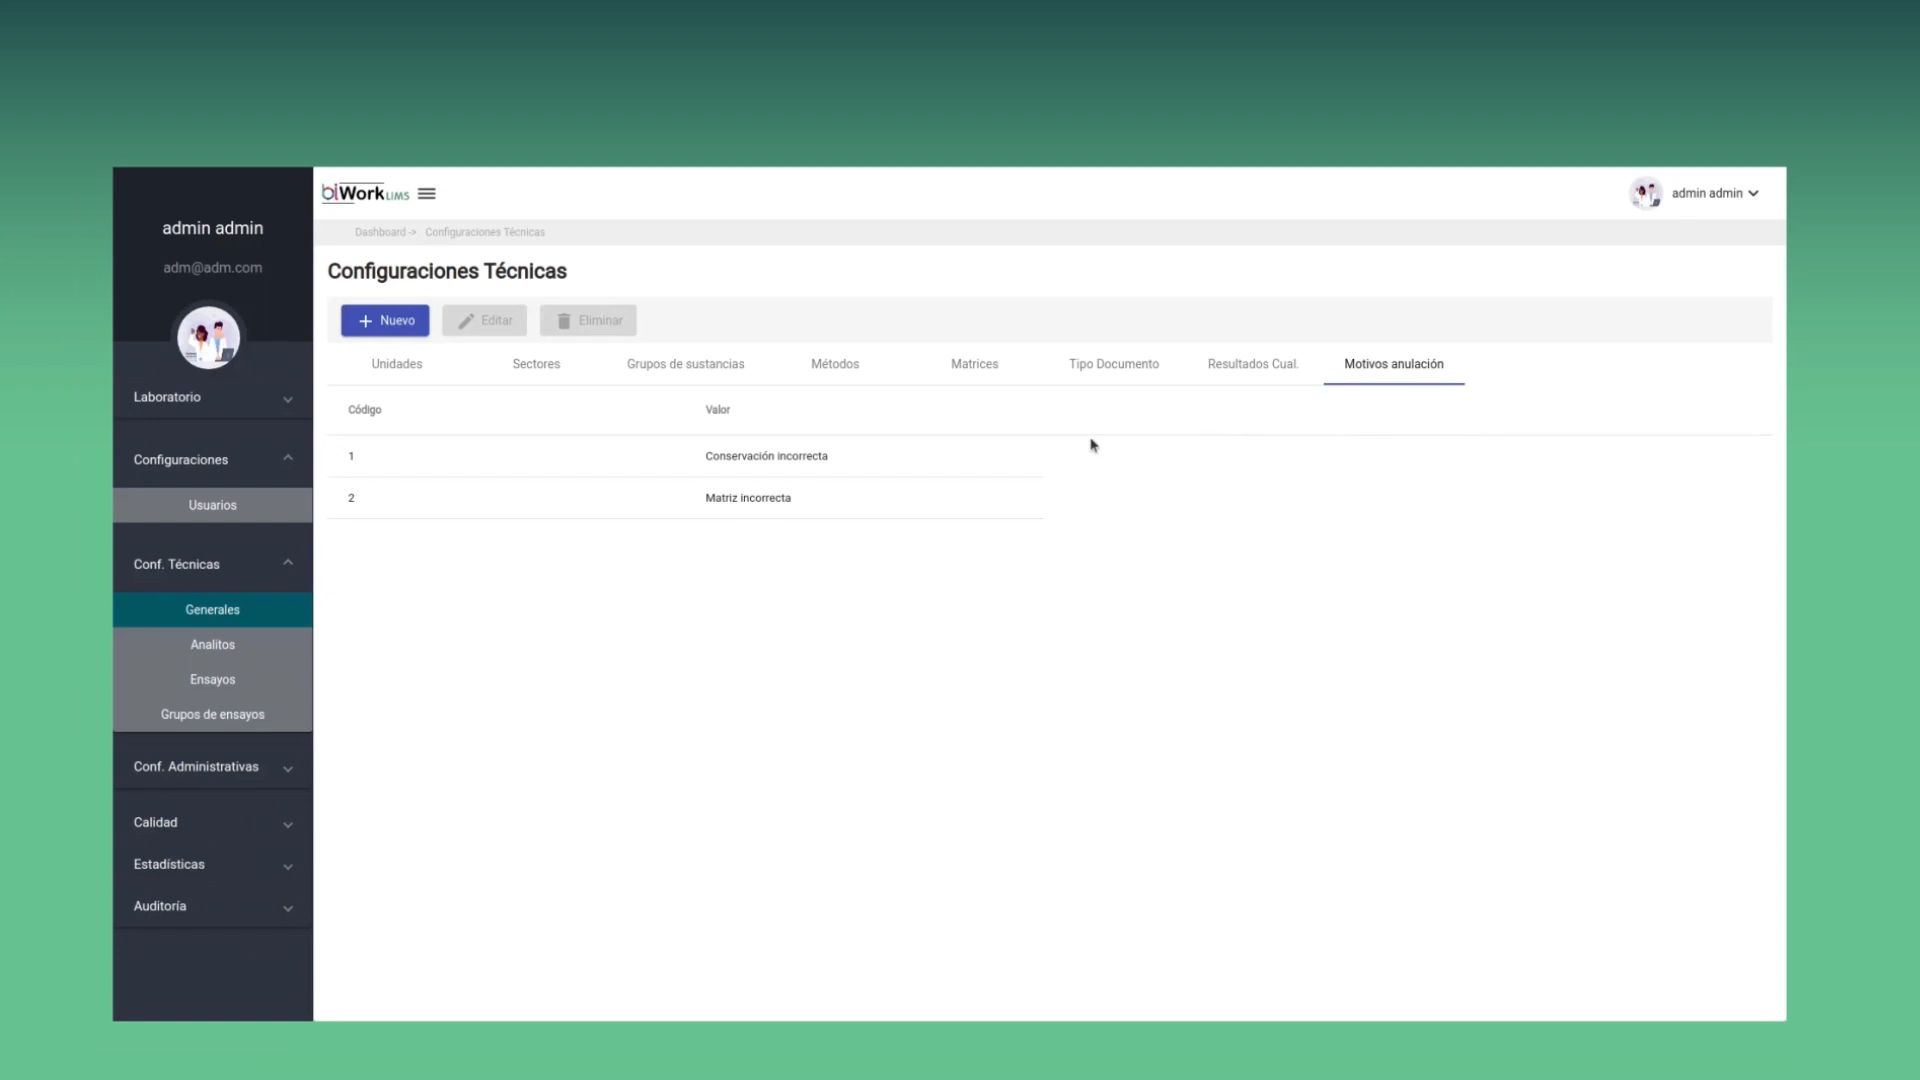 admin admin
adm@adm.com
Laboratorio
Configuraciones
Usuarios
Conf. Técnicas
Generales
Analitos
Ensayos
Grupos de ensayos
Conf. Administrativas
Calidad
Estadísticas
Auditoría
biWork LIMS
admin admin
Dashboard -> Configuraciones Técnicas
Configuraciones Técnicas
Nuevo Editar Eliminar
Unidades Sectores Grupos de sustancias Métodos Matrices Tipo Documento Resultados Cual. Motivos anulación
Código Valor
1 Conservación incorrecta
2 Matriz incorrecta